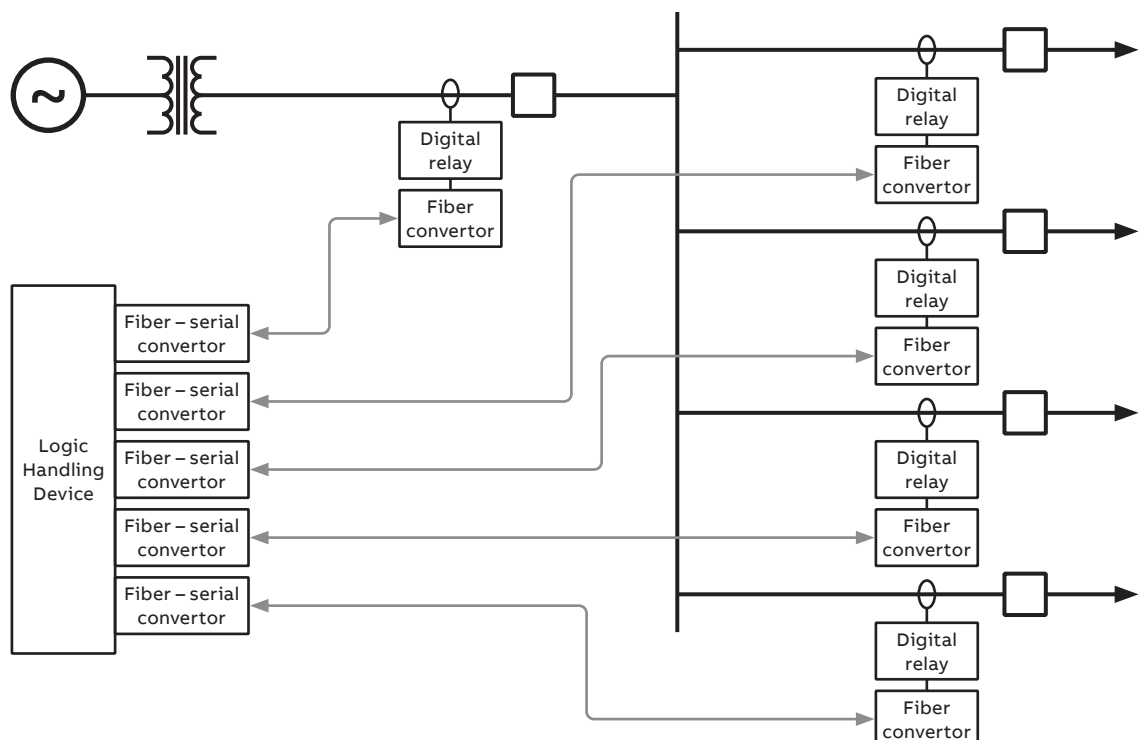 Digital
relay
Fiber
convertor
Digital
relay
Fiber
convertor
Digital
relay
Fiber
convertor
Fiber – serial
convertor
Fiber – serial
convertor
Fiber – serial
convertor
Fiber – serial
convertor
Fiber – serial
convertor
Logic
Handling
Device
Digital
relay
Fiber
convertor
Digital
relay
Fiber
convertor